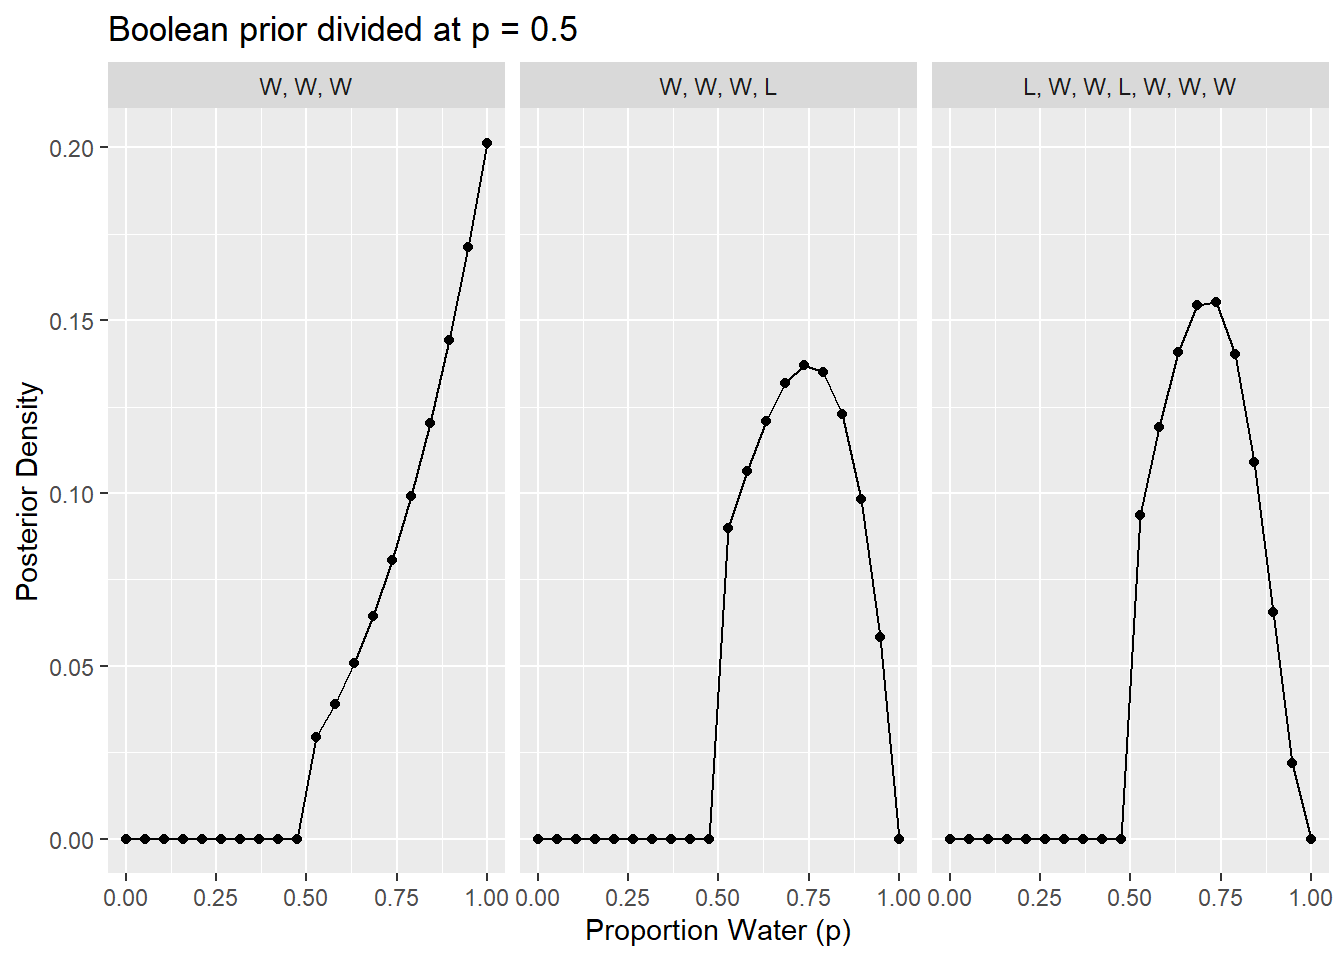 Boolean prior divided at p = 0.5
W, W, W
W, W, W, L
L, W, W, L, W, W, W
Posterior Density
0.20
0.15
0.10
0.05
0.00
0.00 0.25 0.50 0.75 1.00
0.00 0.25 0.50 0.75 1.00
0.00 0.25 0.50 0.75 1.00
Proportion Water (p)